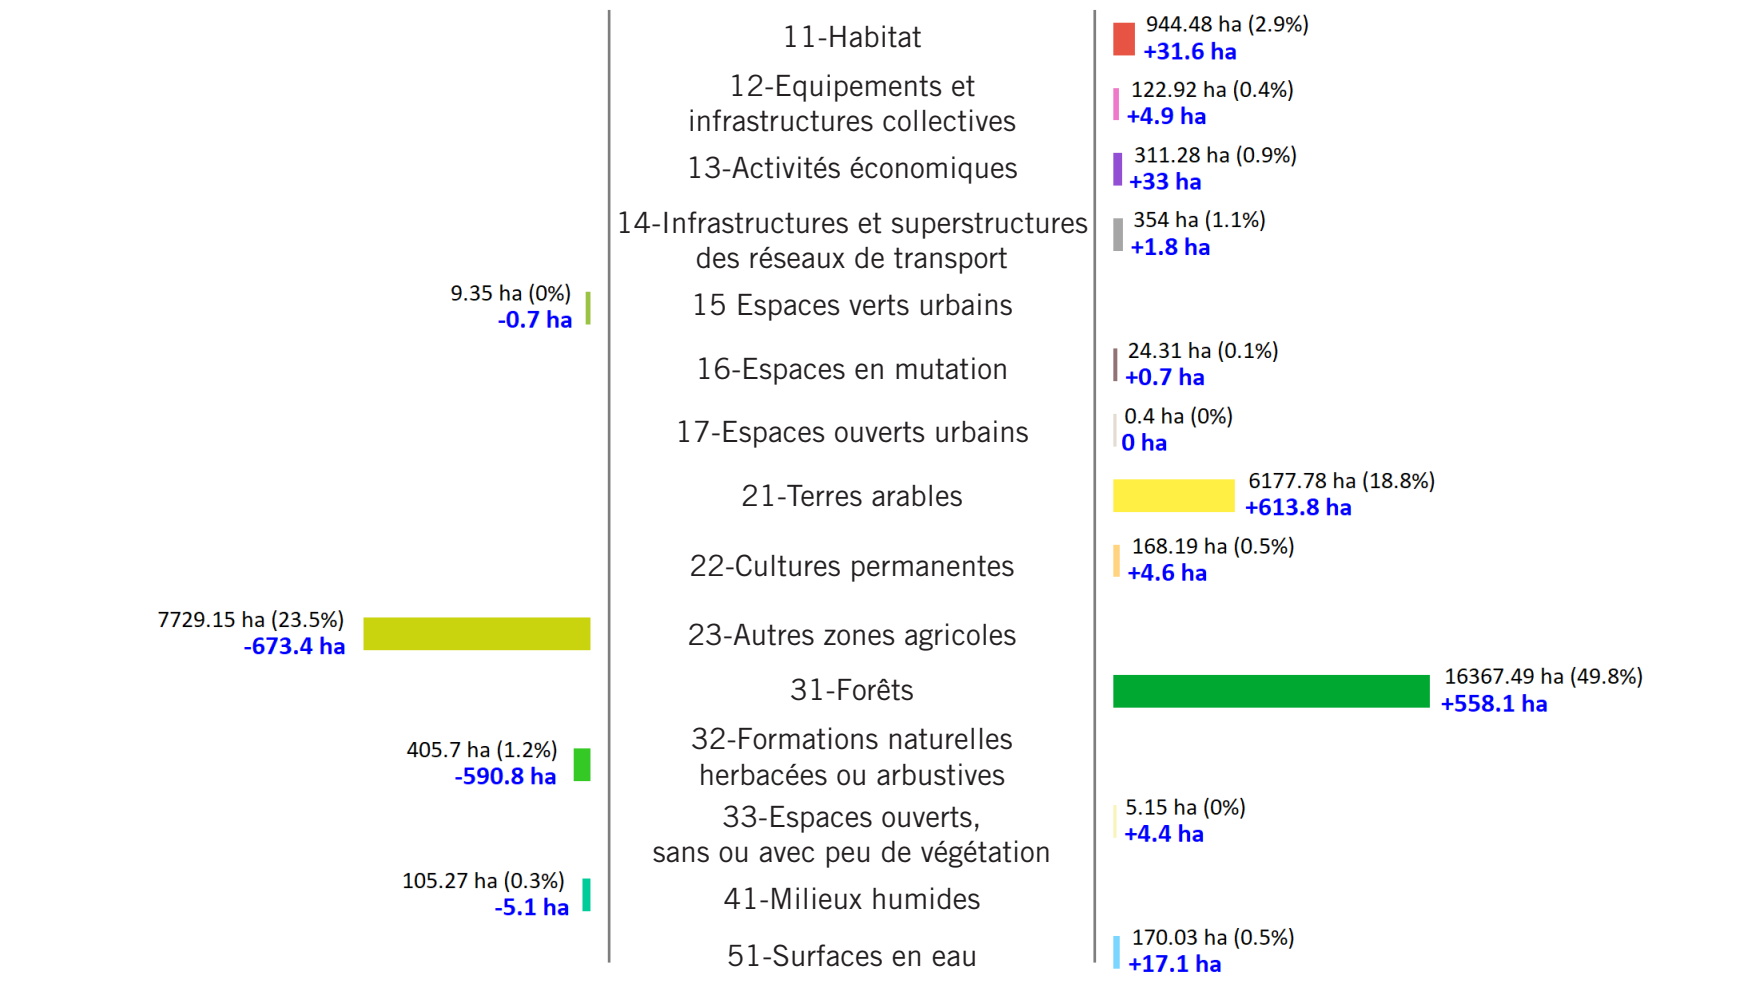 11-Habitat
944.48 ha (2.9%)
+31.6 ha
12-Equipements et
infrastructures collectives
122.92 ha (0.4%)
+4.9 ha
13-Activités économiques
311.28 ha (0.9%)
+33 ha
14-Infrastructures et superstructures
des réseaux de transport
354 ha (1.1%)
+1.8 ha
9.35 ha (0%)
-0.7 ha
15 Espaces verts urbains
16-Espaces en mutation
24.31 ha (0.1%)
+0.7 ha
17-Espaces ouverts urbains
0.4 ha (0%)
0 ha
21-Terres arables
6177.78 ha (18.8%)
+613.8 ha
22-Cultures permanentes
168.19 ha (0.5%)
+4.6 ha
7729.15 ha (23.5%)
-673.4 ha
23-Autres zones agricoles
31-Forêts
16367.49 ha (49.8%)
+558.1 ha
405.7 ha (1.2%)
-590.8 ha
32-Formations naturelles
herbacées ou arbustives
33-Espaces ouverts,
sans ou avec peu de végétation
5.15 ha (0%)
+4.4 ha
105.27 ha (0.3%)
-5.1 ha
41-Milieux humides
51-Surfaces en eau
170.03 ha (0.5%)
+17.1 ha